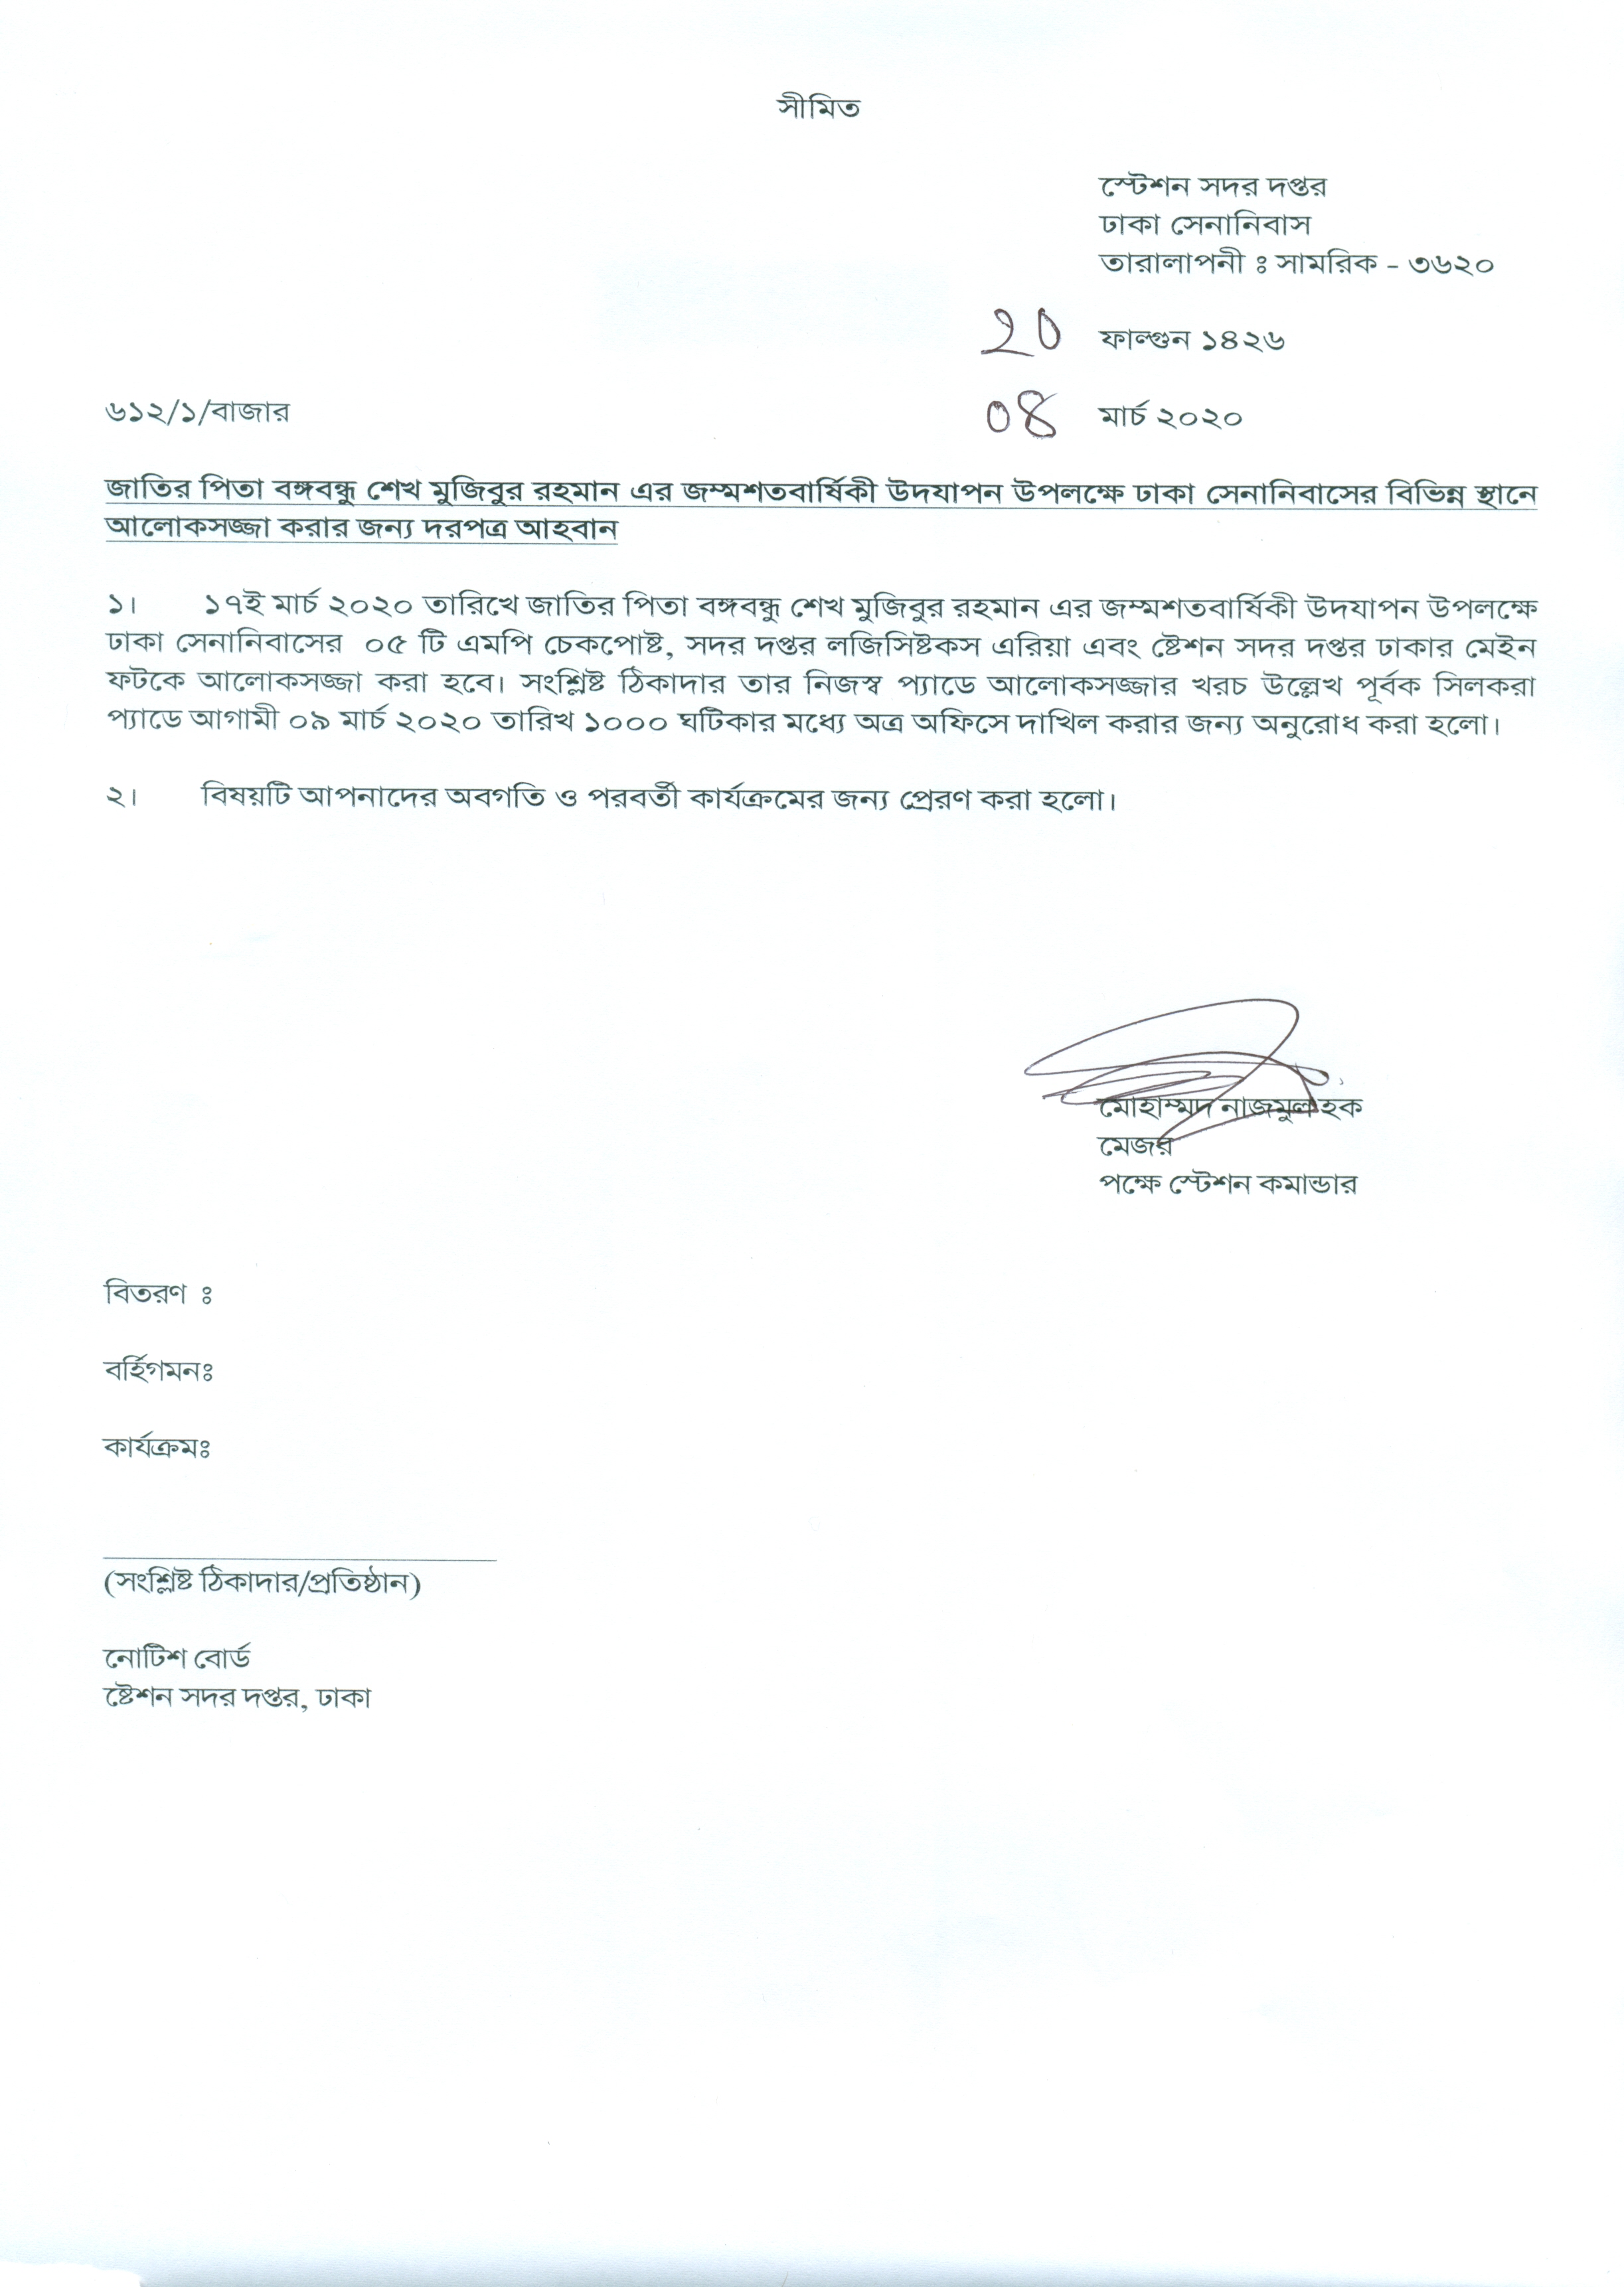 সীমিত
স্টেশন সদর দপ্তর
ঢাকা সেনানিবাস
তারালাপনী ঃ সামরিক - ৩৬২০
২০ ফাল্গুন ১৪২৬
৬১২/১/বাজার
০৪ মার্চ ২০২০
জাতির পিতা বঙ্গবন্ধু শেখ মুজিবুর রহমান এর জম্মশতবার্ষিকী উদযাপন উপলক্ষে ঢাকা সেনানিবাসের বিভিন্ন স্থানে
আলোকসজ্জা করার জন্য দরপত্র আহবান
১। ১৭ই মার্চ ২০২০ তারিখে জাতির পিতা বঙ্গবন্ধু শেখ মুজিবুর রহমান এর জম্মশতবার্ষিকী উদযাপন উপলক্ষে
ঢাকা সেনানিবাসের ০৫ টি এমপি চেকপোষ্ট, সদর দপ্তর লজিসিষ্টকস এরিয়া এবং ষ্টেশন সদর দপ্তর ঢাকার মেইন
ফটকে আলোকসজ্জা করা হবে। সংশ্লিষ্ট ঠিকাদার তার নিজস্ব প্যাডে আলোকসজ্জার খরচ উল্লেখ পূর্বক সিলকরা
প্যাডে আগামী ০৯ মার্চ ২০২০ তারিখ ১০০০ ঘটিকার মধ্যে অত্র অফিসে দাখিল করার জন্য অনুরোধ করা হলো।
২। বিষয়টি আপনাদের অবগতি ও পরবর্তী কার্যক্রমের জন্য প্রেরণ করা হলো।
মোহাম্মদ নাজমুল হক
মেজর
পক্ষে স্টেশন কমান্ডার
বিতরণ ঃ
বর্হিগমনঃ
কার্যক্রমঃ
(সংশ্লিষ্ট ঠিকাদার/প্রতিষ্ঠান)
নোটিশ বোর্ড
ষ্টেশন সদর দপ্তর, ঢাকা